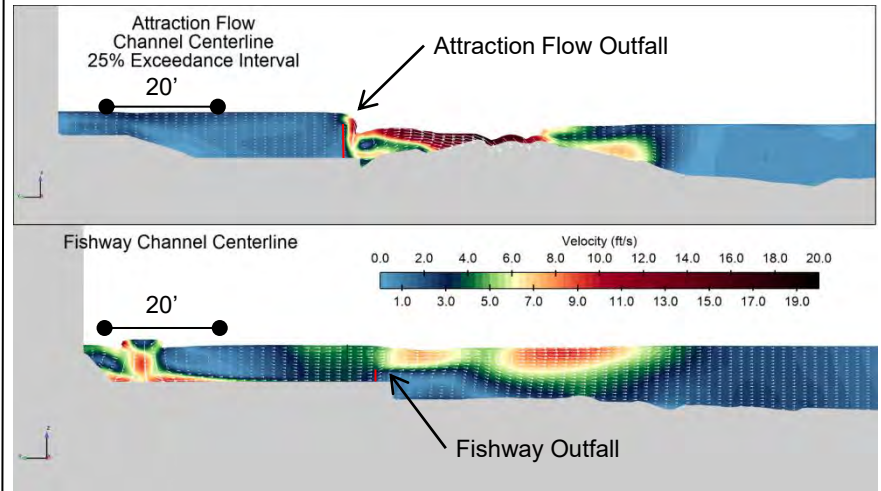 Attraction Flow
Channel Centerline
25% Exceedance Interval
20’
Attraction Flow Outfall
Fishway Channel Centerline
Velocity (ft/s)
0.0 2.0 4.0 6.0 8.0 10.0 12.0 14.0 16.0 18.0 20.0
1.0 3.0 5.0 7.0 9.0 11.0 13.0 15.0 17.0 19.0
20’
Fishway Outfall